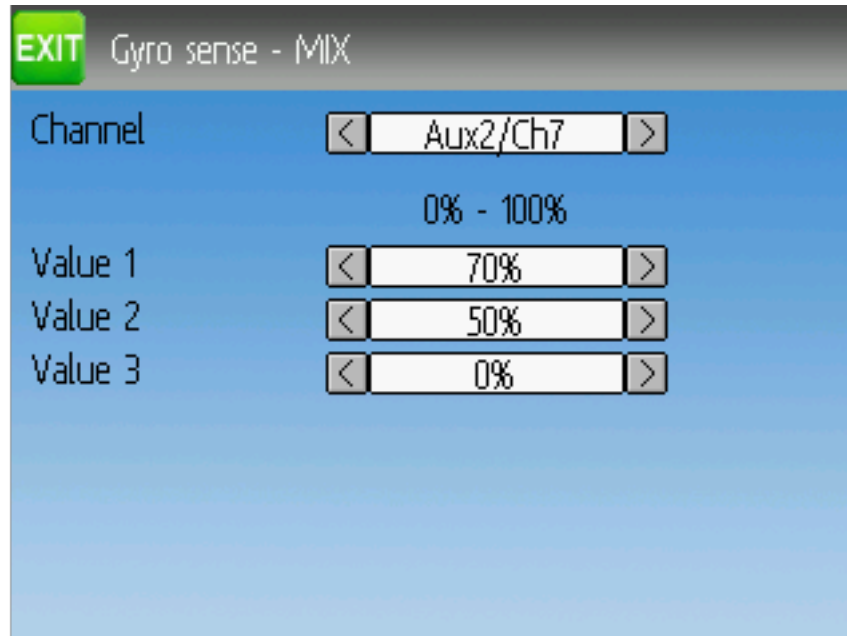 EXIT Gyro sense - MIX
Channel < Aux2/Ch7 >
0% - 100%
Value 1 < 70% >
Value 2 < 50% >
Value 3 < 0% >